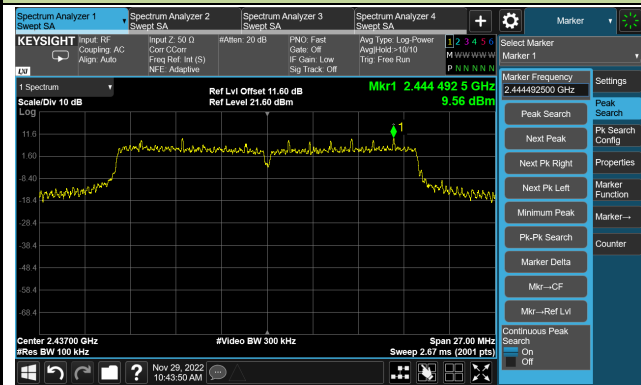 Spectrum Analyzer 1
Swept SA
Spectrum Analyzer 2
Swept SA
Spectrum Analyzer 3
Swept SA
Spectrum Analyzer 4
Swept SA
Marker
KEYSIGHT
Input: RF
Coupling: AC
Align: Auto
Input Z: 50 Ω
Corr CCorr
Freq Ref: Int (S)
NFE: Adaptive
#Atten: 20 dB
PNO: Fast
Gate: Off
IF Gain: Low
Sig Track: Off
Avg Type: Log-Power
Avg|Hold:>10/10
Trig: Free Run
1 2 3 4 5 6
M W W W W W
P N N N N N
LXI
Select Marker
Marker 1
1 Spectrum
Scale/Div 10 dB
Log
Ref Lvl Offset 11.60 dB
Ref Level 21.60 dBm
Mkr1 2.444 492 5 GHz
9.56 dBm
1
11.6
1.60
-8.40
-18.4
-28.4
-38.4
-48.4
-58.4
-68.4
Center 2.43700 GHz
#Res BW 100 kHz
#Video BW 300 kHz
Span 27.00 MHz
Sweep 2.67 ms (2001 pts)
Marker Frequency
2.444492500 GHz
Peak Search
Next Peak
Next Pk Right
Next Pk Left
Minimum Peak
Pk-Pk Search
Marker Delta
Mkr→CF
Mkr→Ref Lvl
Continuous Peak
Search
On
Off
Settings
Peak
Search
Pk Search
Config
Properties
Marker
Function
Marker→
Counter
Nov 29, 2022
10:43:50 AM